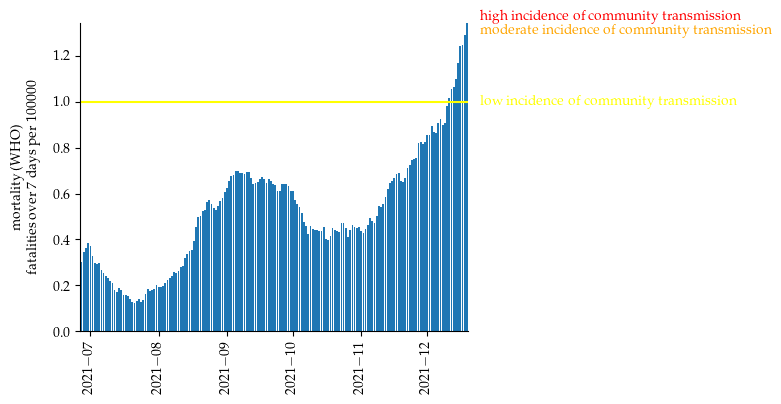 high incidence of community transmission
moderate incidence of community transmission
low incidence of community transmission
mortality (WHO)
fatalities over 7 days per 100000
1.2
1.0
0.8
0.6
0.4
0.2
0.0
2021−07
2021−08
2021−09
2021−10
2021−11
2021−12